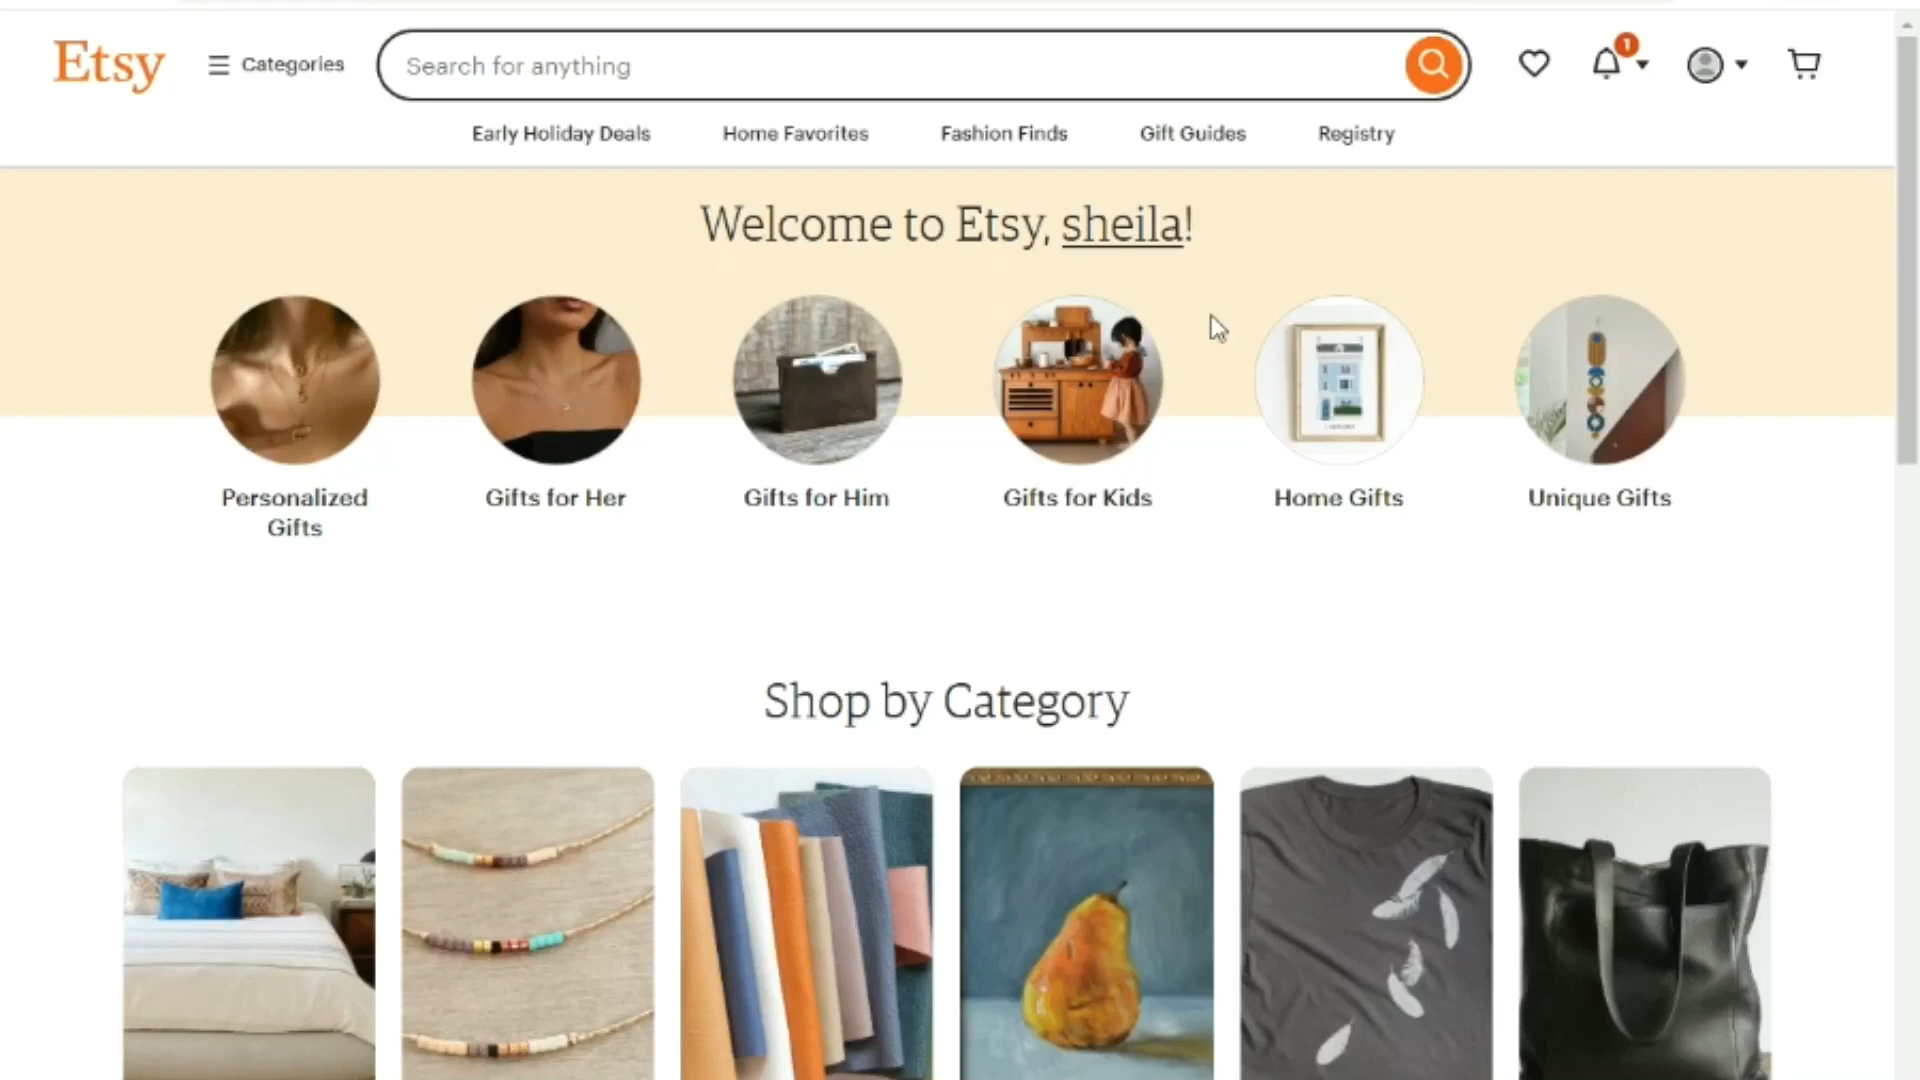 Etsy
Categories
Search for anything
1
Early Holiday Deals
Home Favorites
Fashion Finds
Gift Guides
Registry
Welcome to Etsy, sheila!
Personalized
Gifts
Gifts for Her
Gifts for Him
Gifts for Kids
Home Gifts
Unique Gifts
Shop by Category